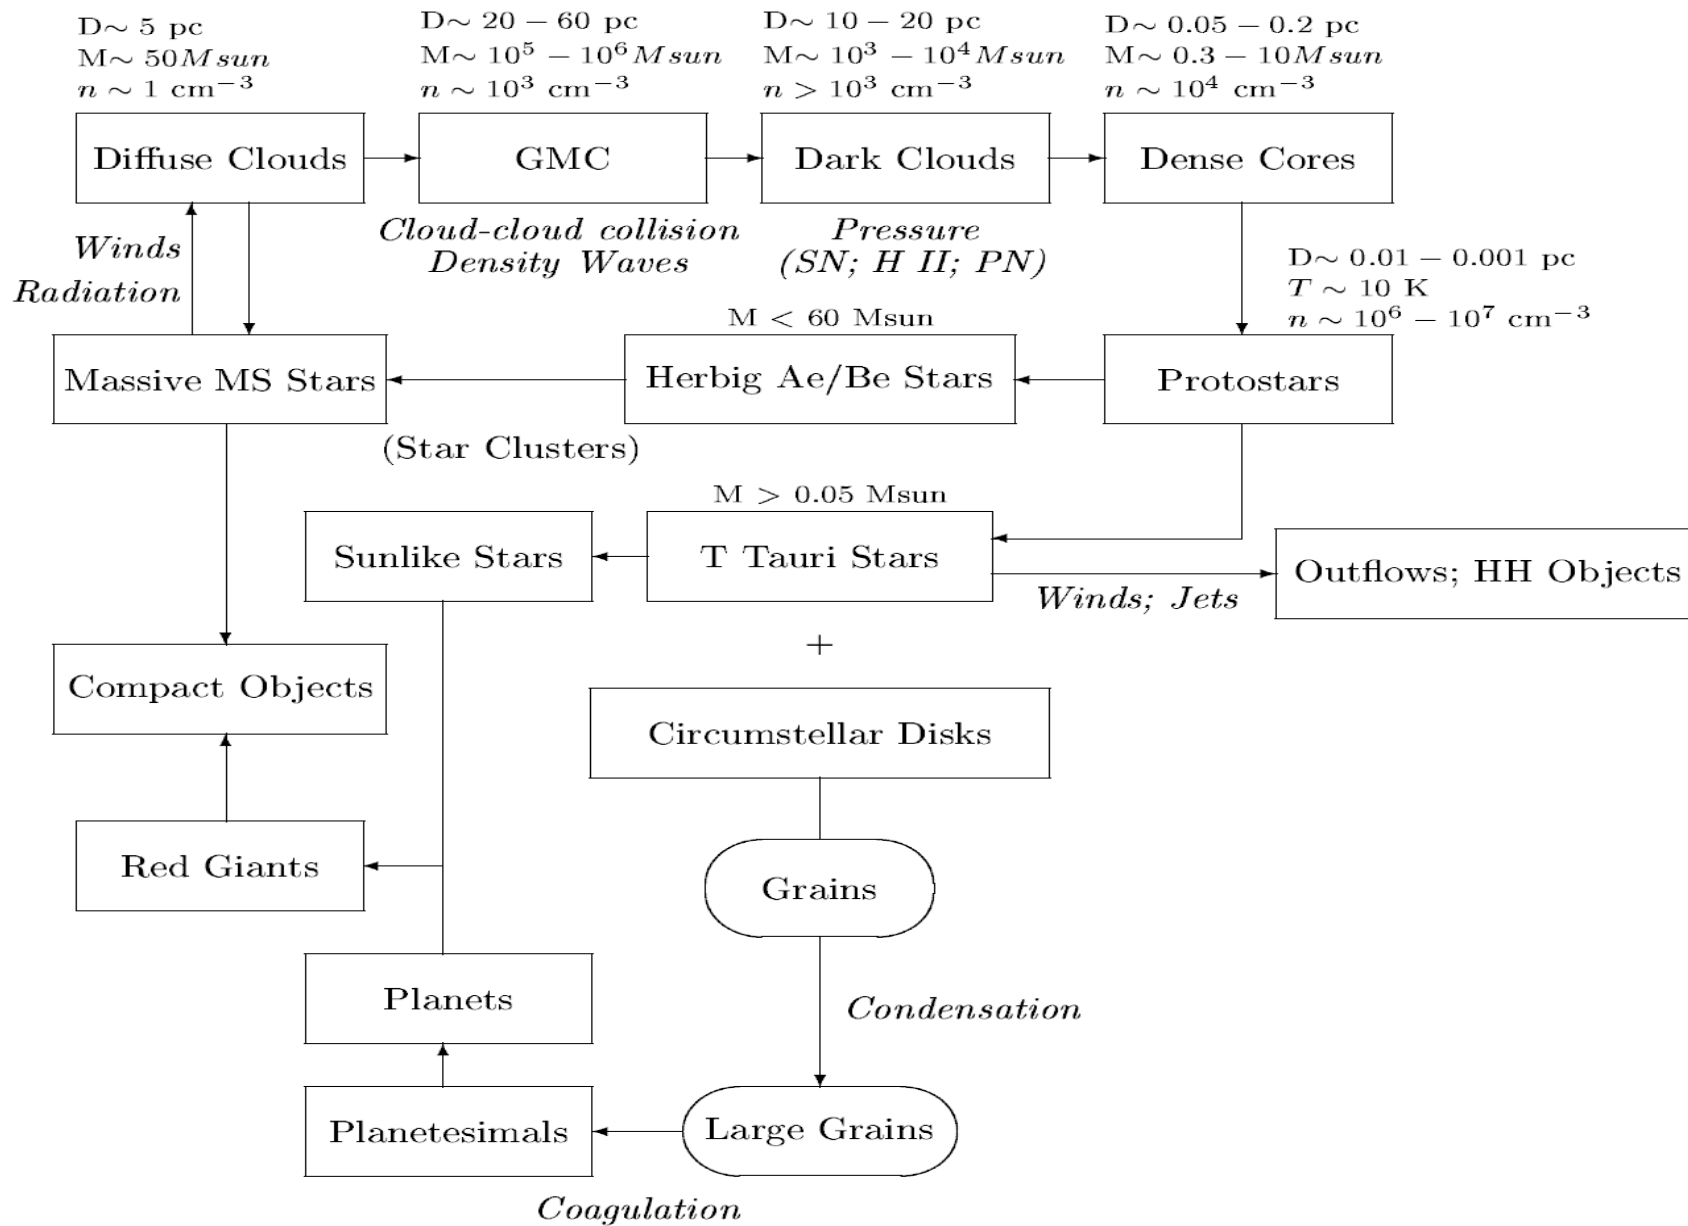 D∼ 5 pc
M∼ 50Msun
n ∼ 1 cm⁻³
D∼ 20 − 60 pc
M∼ 10⁵ − 10⁶Msun
n ∼ 10³ cm⁻³
D∼ 10 − 20 pc
M∼ 10³ − 10⁴Msun
n > 10³ cm⁻³
D∼ 0.05 − 0.2 pc
M∼ 0.3 − 10Msun
n ∼ 10⁴ cm⁻³
Diffuse Clouds
GMC
Dark Clouds
Dense Cores
Winds
Radiation
Cloud-cloud collision
Density Waves
Pressure
(SN; H II; PN)
D∼ 0.01 − 0.001 pc
T ∼ 10 K
n ∼ 10⁶ − 10⁷ cm⁻³
M < 60 Msun
Massive MS Stars
Herbig Ae/Be Stars
Protostars
(Star Clusters)
M > 0.05 Msun
Sunlike Stars
T Tauri Stars
Outflows; HH Objects
Winds; Jets
+
Compact Objects
Circumstellar Disks
Red Giants
Grains
Planets
Condensation
Planetesimals
Large Grains
Coagulation